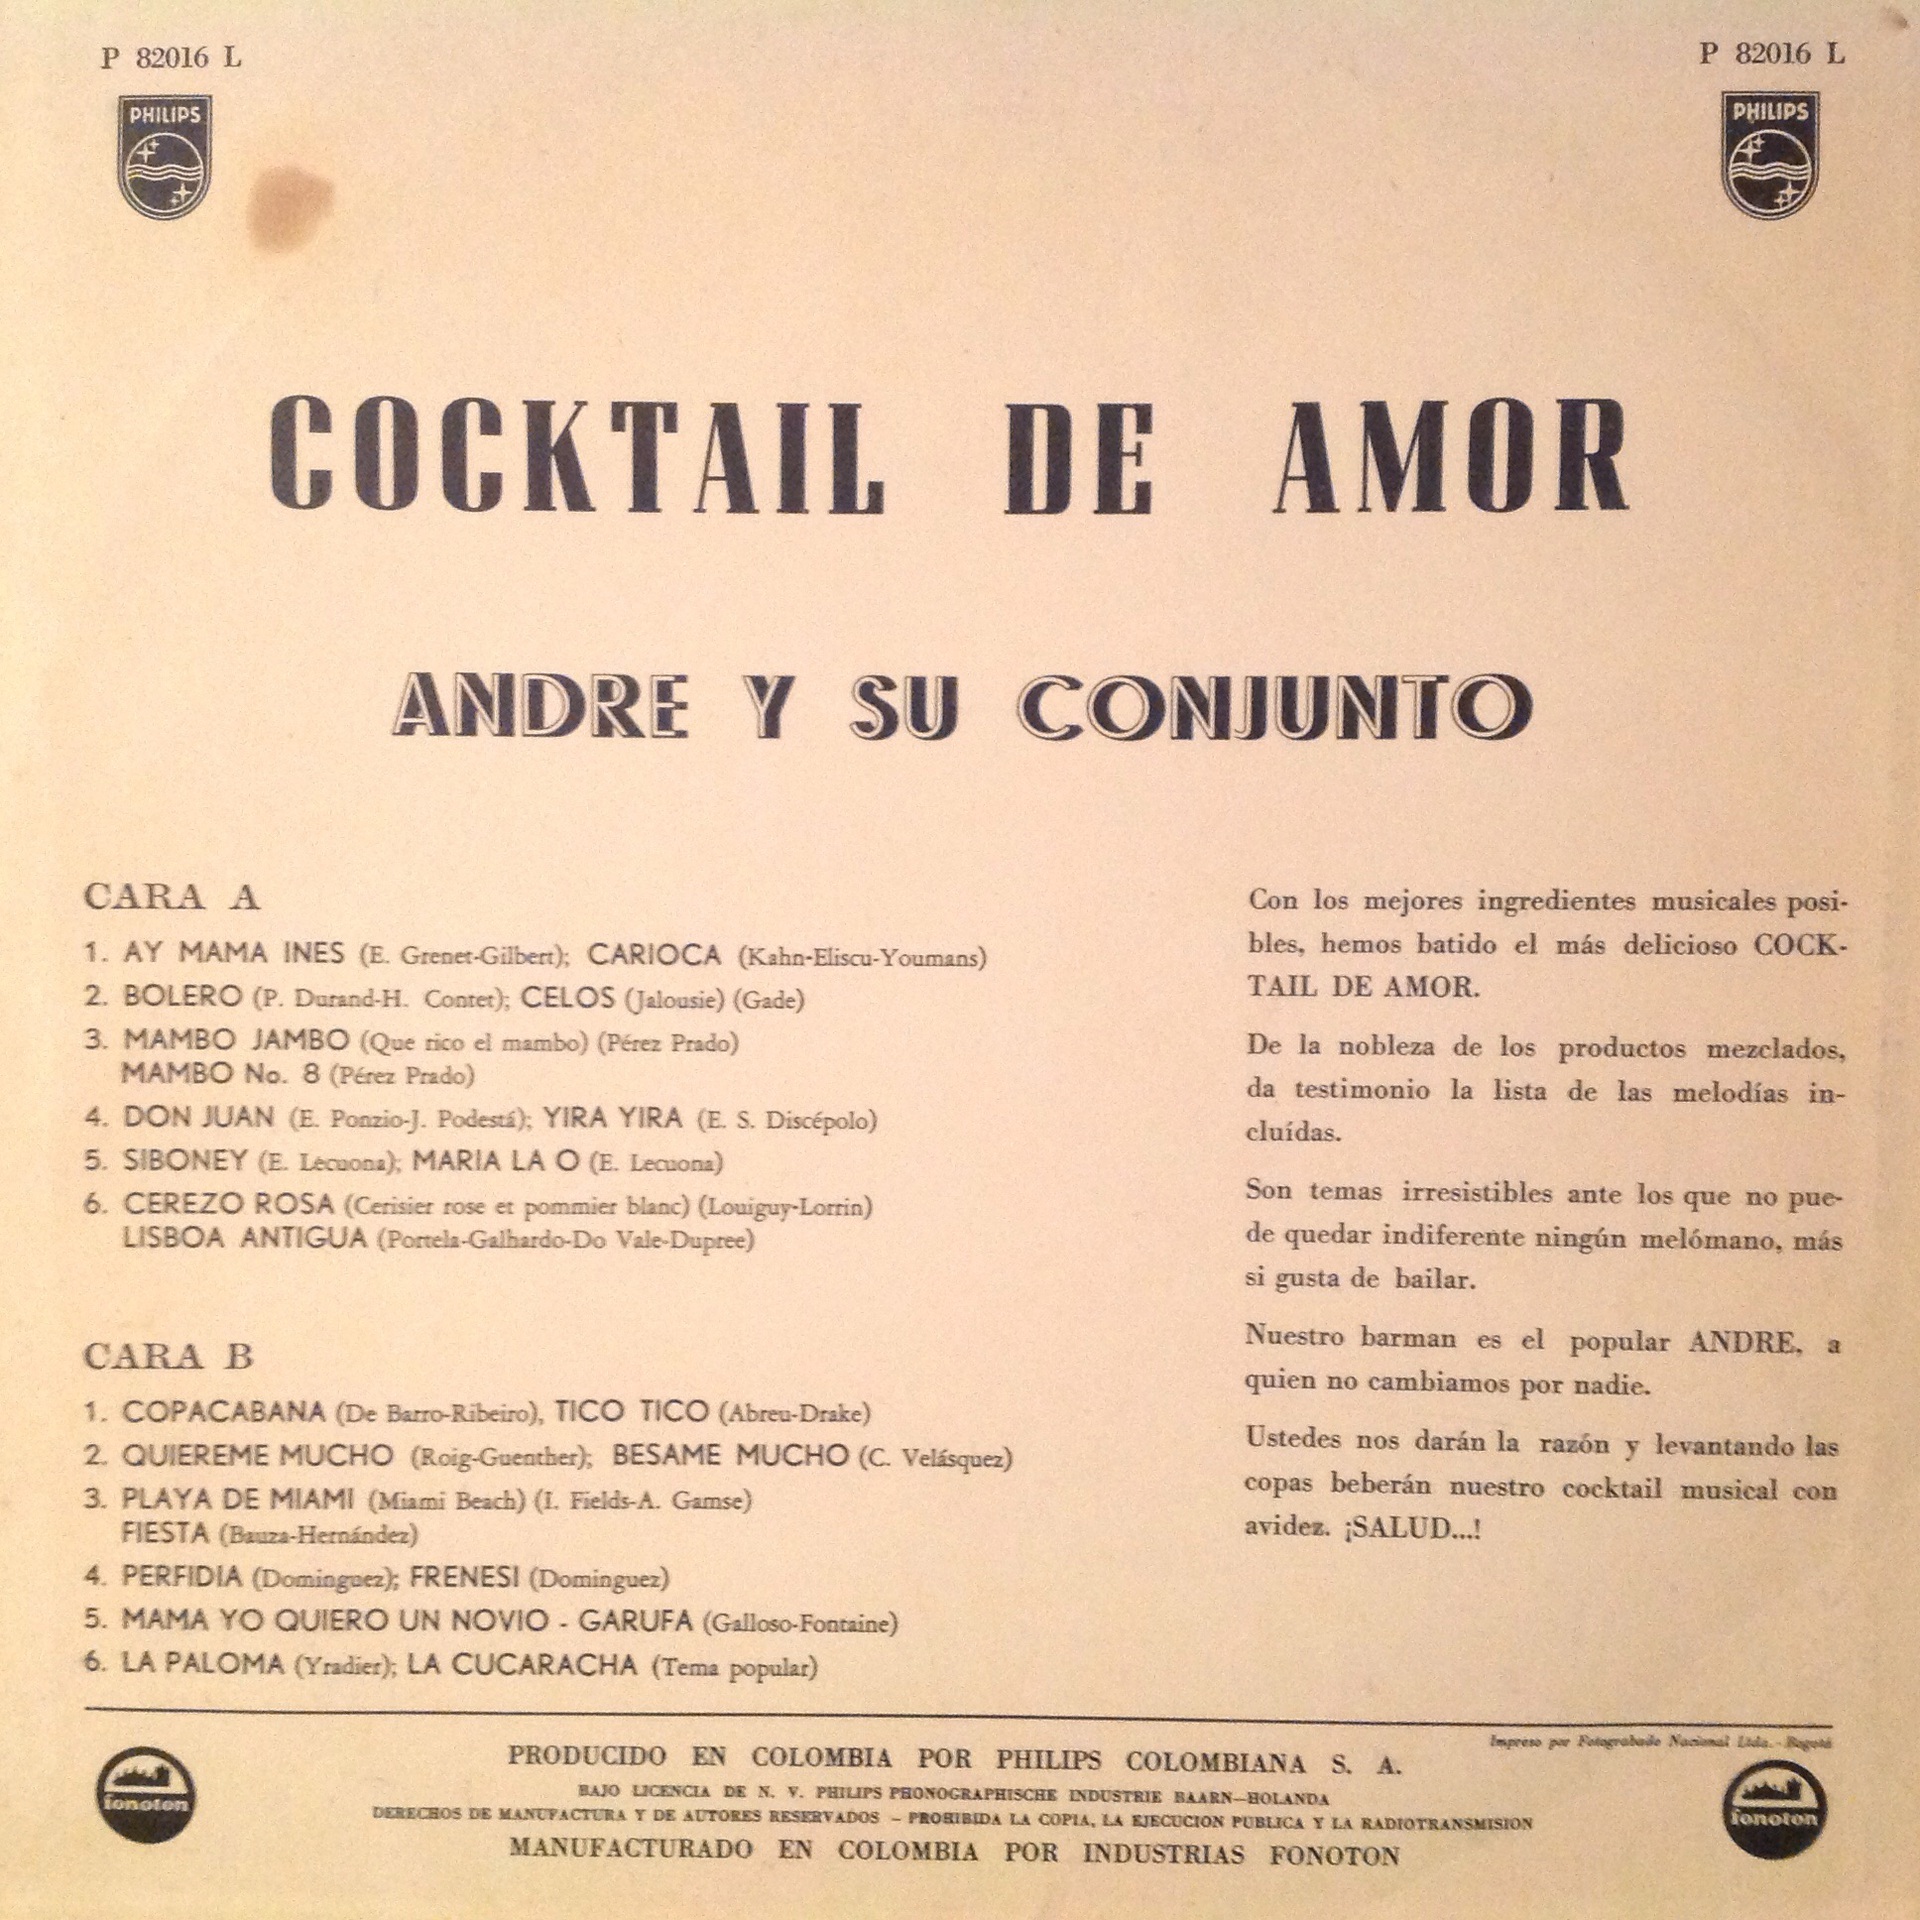 P 82016 L
P 82016 L
PHILIPS
PHILIPS
COCKTAIL DE AMOR
ANDRE Y SU CONJUNTO
CARA A
1. AY MAMA INES (E. Grenet-Gilbert); CARIOCA (Kahn-Eliscu-Youmans)
2. BOLERO (P. Durand-H. Contet); CELOS (Jalousie) (Gade)
3. MAMBO JAMBO (Que rico el mambo) (Pérez Prado)
MAMBO No. 8 (Pérez Prado)
4. DON JUAN (E. Ponzio-J. Podestá); YIRA YIRA (E. S. Discépolo)
5. SIBONEY (E. Lecuona); MARIA LA O (E. Lecuona)
6. CEREZO ROSA (Cerisier rose et pommier blanc) (Louiguy-Lorrin)
LISBOA ANTIGUA (Portela-Galhardo-Do Vale-Dupree)
CARA B
1. COPACABANA (De Barro-Ribeiro), TICO TICO (Abreu-Drake)
2. QUIEREME MUCHO (Roig-Guenther); BESAME MUCHO (C. Velásquez)
3. PLAYA DE MIAMI (Miami Beach) (I. Fields-A. Gamse)
FIESTA (Bauza-Hernández)
4. PERFIDIA (Dominguez); FRENESI (Dominguez)
5. MAMA YO QUIERO UN NOVIO - GARUFA (Galloso-Fontaine)
6. LA PALOMA (Yradier); LA CUCARACHA (Tema popular)
Con los mejores ingredientes musicales posi-
bles, hemos batido el más delicioso COCK-
TAIL DE AMOR.
De la nobleza de los productos mezclados,
da testimonio la lista de las melodías in-
cluídas.
Son temas irresistibles ante los que no pue-
de quedar indiferente ningún melómano, más
si gusta de bailar.
Nuestro barman es el popular ANDRE, a
quien no cambiamos por nadie.
Ustedes nos darán la razón y levantando las
copas beberán nuestro cocktail musical con
avidez. ¡SALUD...!
Impreso por Fotograbado Nacional Ltda.-Bogotá
fonoton
PRODUCIDO EN COLOMBIA POR PHILIPS COLOMBIANA S. A.
BAJO LICENCIA DE N. V. PHILIPS PHONOGRAPHISCHE INDUSTRIE BAARN—HOLANDA
DERECHOS DE MANUFACTURA Y DE AUTORES RESERVADOS – PROHIBIDA LA COPIA, LA EJECUCION PUBLICA Y LA RADIOTRANSMISION
MANUFACTURADO EN COLOMBIA POR INDUSTRIAS FONOTON
fonoton